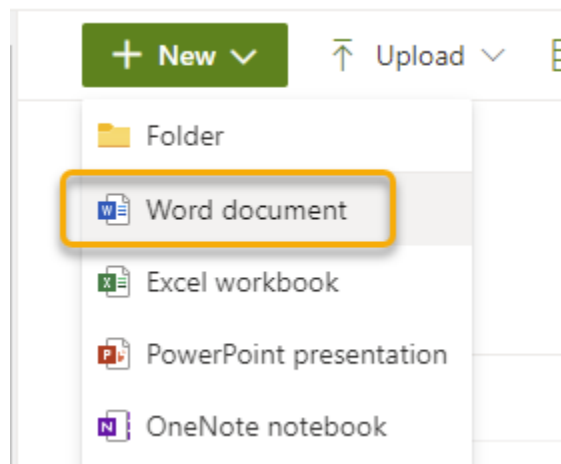 New
Upload
Folder
Word document
Excel workbook
PowerPoint presentation
OneNote notebook